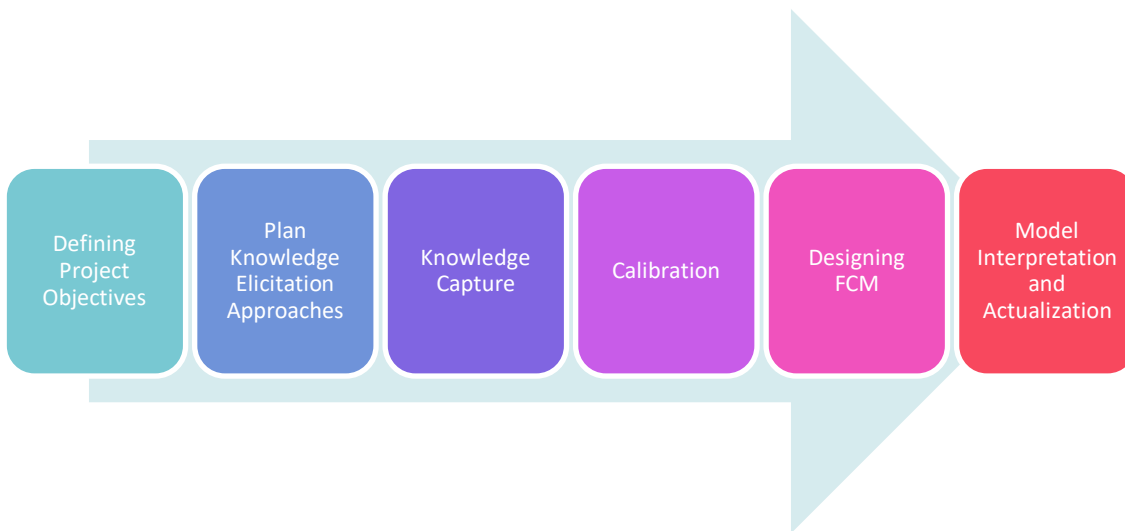 Defining
Project
Objectives
Plan
Knowledge
Elicitation
Approaches
Knowledge
Capture
Calibration
Designing
FCM
Model
Interpretation
and
Actualization